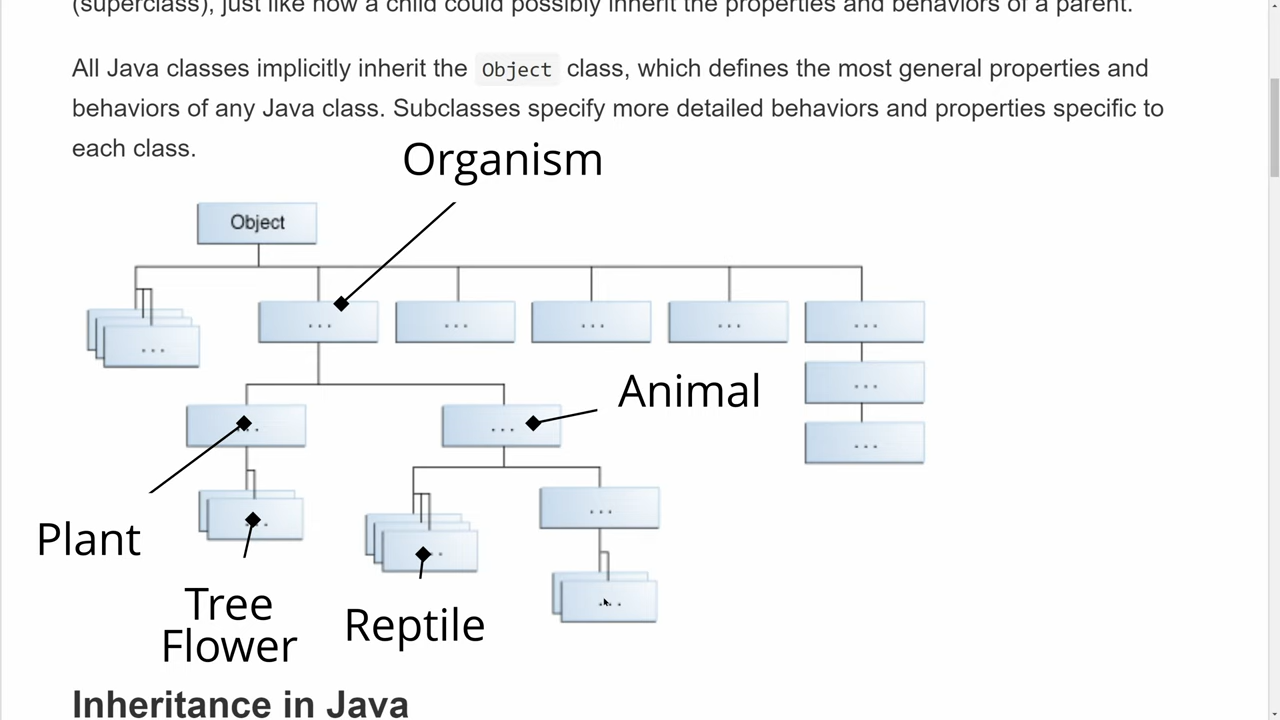 (superclass), just like how a child could possibly inherit the properties and behaviors of a parent.
All Java classes implicitly inherit the Object class, which defines the most general properties and
behaviors of any Java class. Subclasses specify more detailed behaviors and properties specific to
each class.
Organism
Object
...
...
...
...
...
...
Animal
...
...
...
...
Plant
...
...
Tree
Flower
Reptile
Inheritance in Java